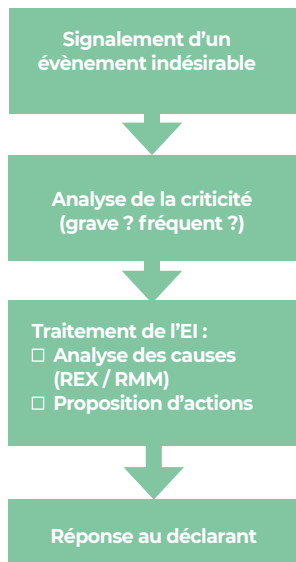 Signalement d'un
évènement indésirable
Analyse de la criticité
(grave ? fréquent ?)
Traitement de l'EI :
□ Analyse des causes
(REX / RMM)
□ Proposition d'actions
Réponse au déclarant